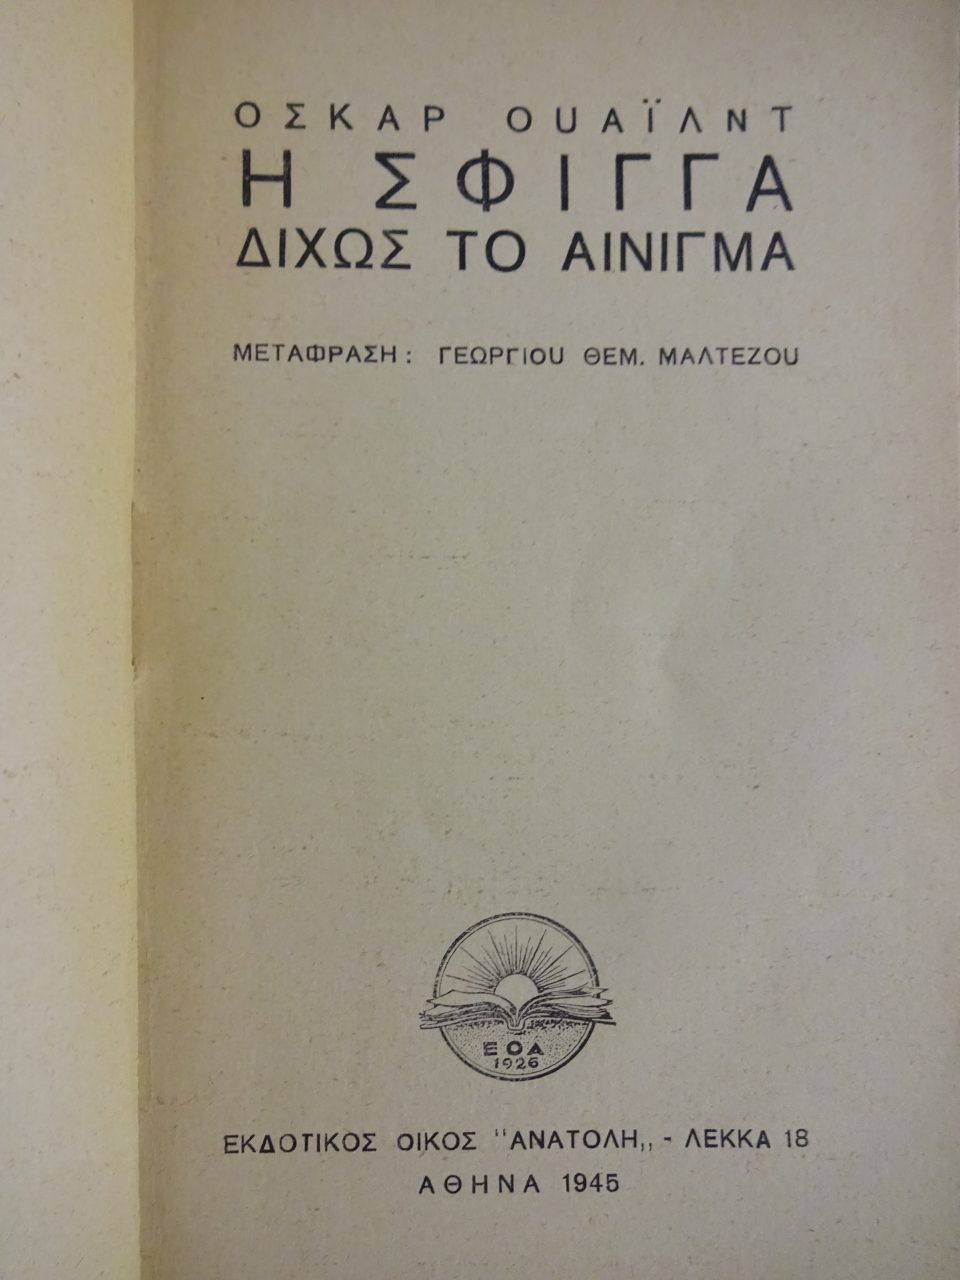 ΟΣΚΑΡ ΟΥΑΪΛΝΤ
Η ΣΦΙΓΓΑ
ΔΙΧΩΣ ΤΟ ΑΙΝΙΓΜΑ
ΜΕΤΑΦΡΑΣΗ: ΓΕΩΡΓΙΟΥ ΘΕΜ. ΜΑΛΤΕΖΟΥ
ΕΟΑ
1926
ΕΚΔΟΤΙΚΟΣ ΟΙΚΟΣ "ΑΝΑΤΟΛΗ„ - ΛΕΚΚΑ 18
ΑΘΗΝΑ 1945